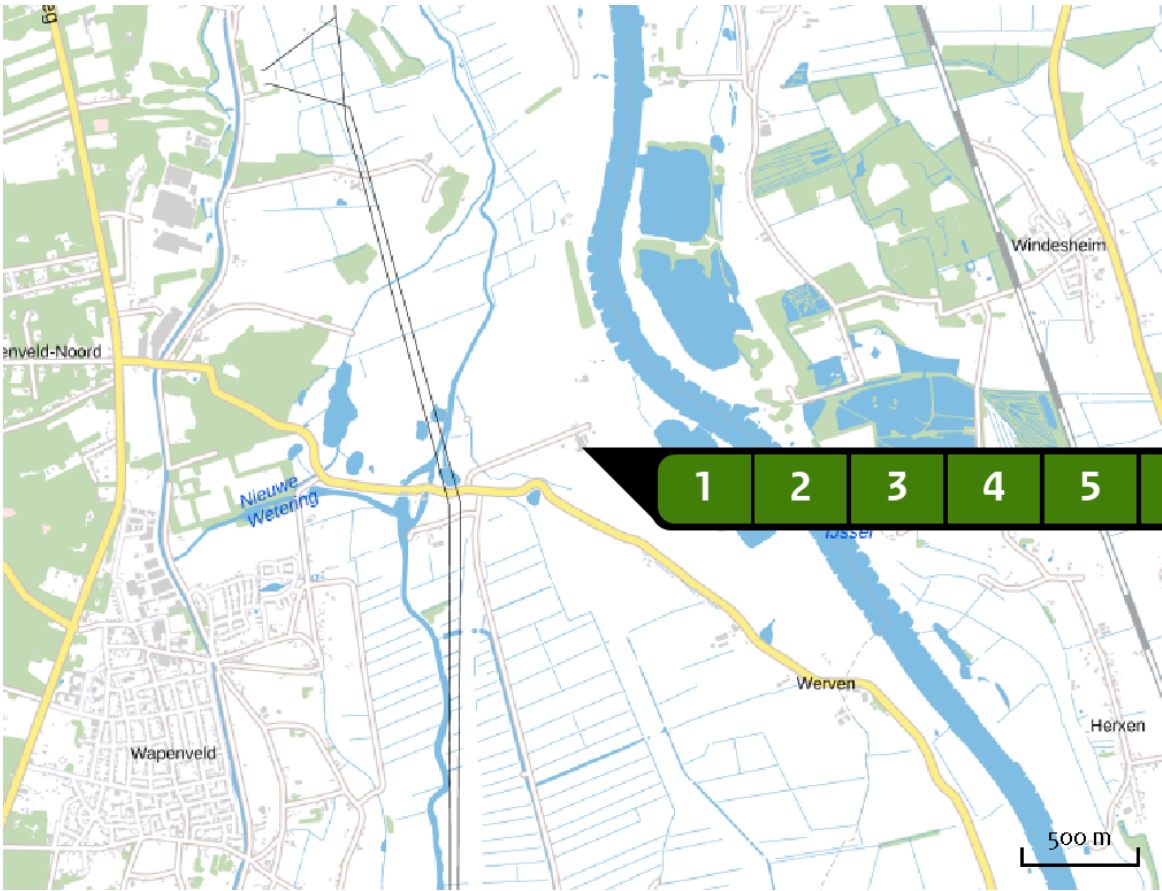 Windesheim
enveld-Noord
1 2 3 4 5
Nieuwe
Wetering
IJssel
Werven
Herxen
Wapenveld
500 m